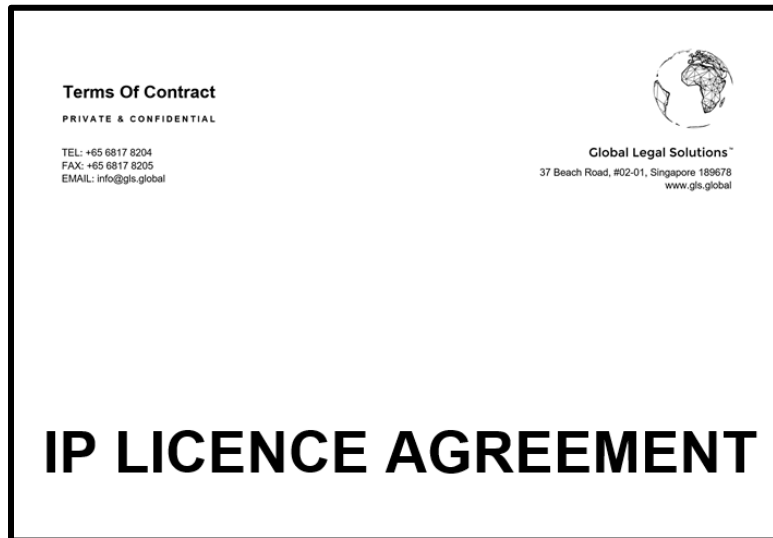 Terms Of Contract
PRIVATE & CONFIDENTIAL
TEL: +65 6817 8204
FAX: +65 6817 8205
EMAIL: info@gls.global
Global Legal Solutions™
37 Beach Road, #02-01, Singapore 189678
www.gls.global
IP LICENCE AGREEMENT